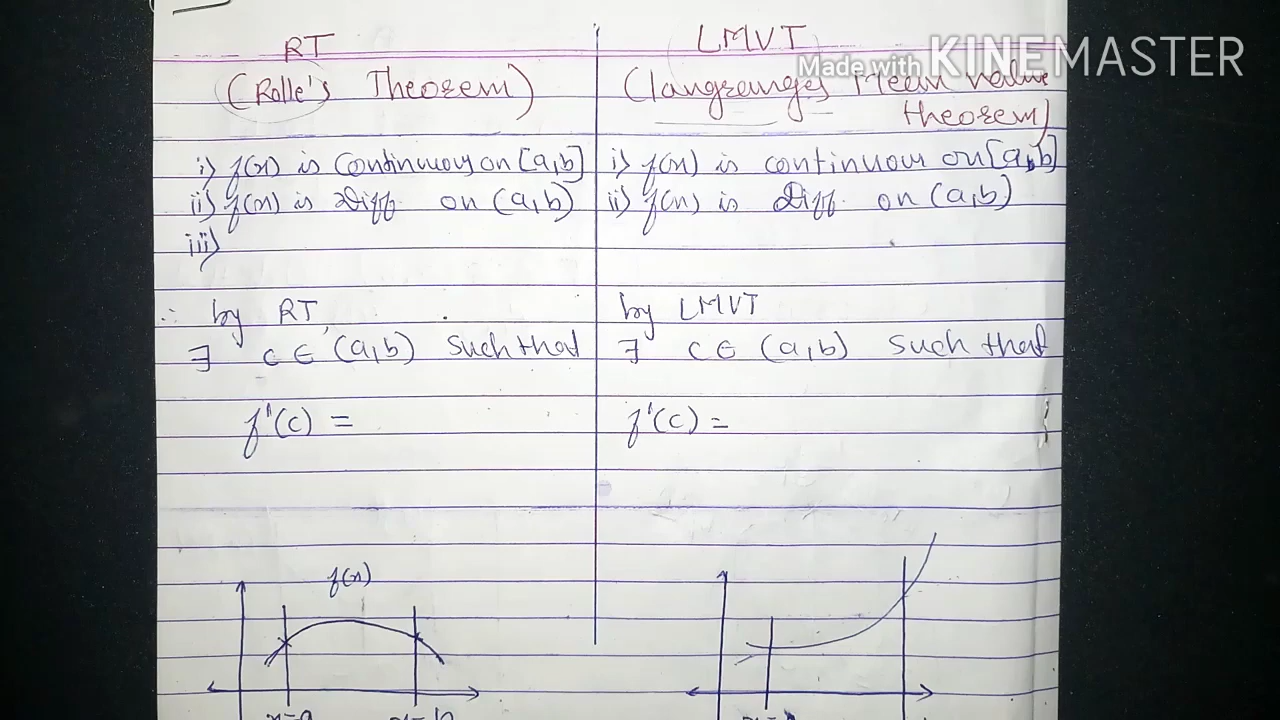 RT
(Rolle's Theorem)
i) f(x) is continuous on [a,b]
ii) f(x) is Diff on (a,b)
iii)
∴ by RT,
∃ c∈ (a,b) such that
f'(c) =
f(x)
x=a
x=b
LMVT
Made with KINEMASTER
(langranges Mean value
theorem)
i) f(x) is continuous on [a,b]
ii) f(x) is Diff. on (a,b)
by LMVT
∃ c∈ (a,b) such that
f'(c) =